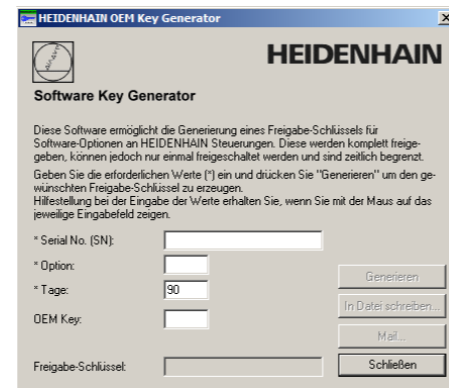 HEIDENHAIN OEM Key Generator
HEIDENHAIN
Software Key Generator
Diese Software ermöglicht die Generierung eines Freigabe-Schlüssels für
Software-Optionen an HEIDENHAIN Steuerungen. Diese werden komplett freige-
geben, können jedoch nur einmal freigeschaltet werden und sind zeitlich begrenzt.
Geben Sie die erforderlichen Werte (*) ein und drücken Sie "Generieren" um den ge-
wünschten Freigabe-Schlüssel zu erzeugen.
Hilfestellung bei der Eingabe der Werte erhalten Sie, wenn Sie mit der Maus auf das
jeweilige Eingabefeld zeigen.
* Serial No. (SN):
* Option:
* Tage: 90
OEM Key:
Freigabe-Schlüssel:
Generieren
In Datei schreiben...
Mail...
Schließen